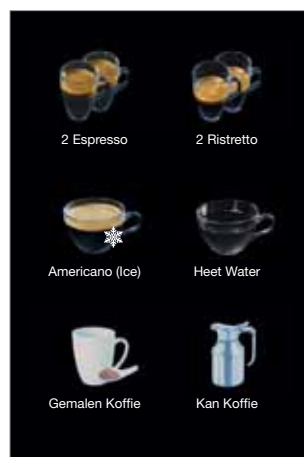 2 Espresso
2 Ristretto
Americano (Ice)
Heet Water
Gemalen Koffie
Kan Koffie